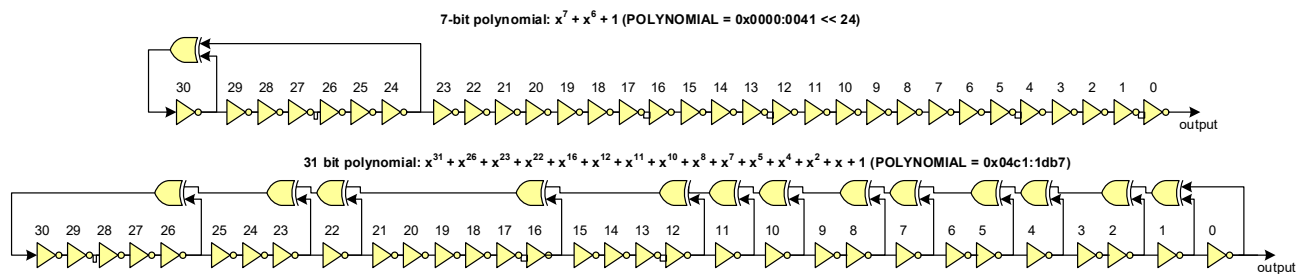 7-bit polynomial: x⁷ + x⁶ + 1 (POLYNOMIAL = 0x0000:0041 << 24)
30 29 28 27 26 25 24 23 22 21 20 19 18 17 16 15 14 13 12 11 10 9 8 7 6 5 4 3 2 1 0
output
31 bit polynomial: x³¹ + x²⁶ + x²³ + x²² + x¹⁶ + x¹² + x¹¹ + x¹⁰ + x⁸ + x⁷ + x⁵ + x⁴ + x² + x + 1 (POLYNOMIAL = 0x04c1:1db7)
30 29 28 27 26 25 24 23 22 21 20 19 18 17 16 15 14 13 12 11 10 9 8 7 6 5 4 3 2 1 0
output